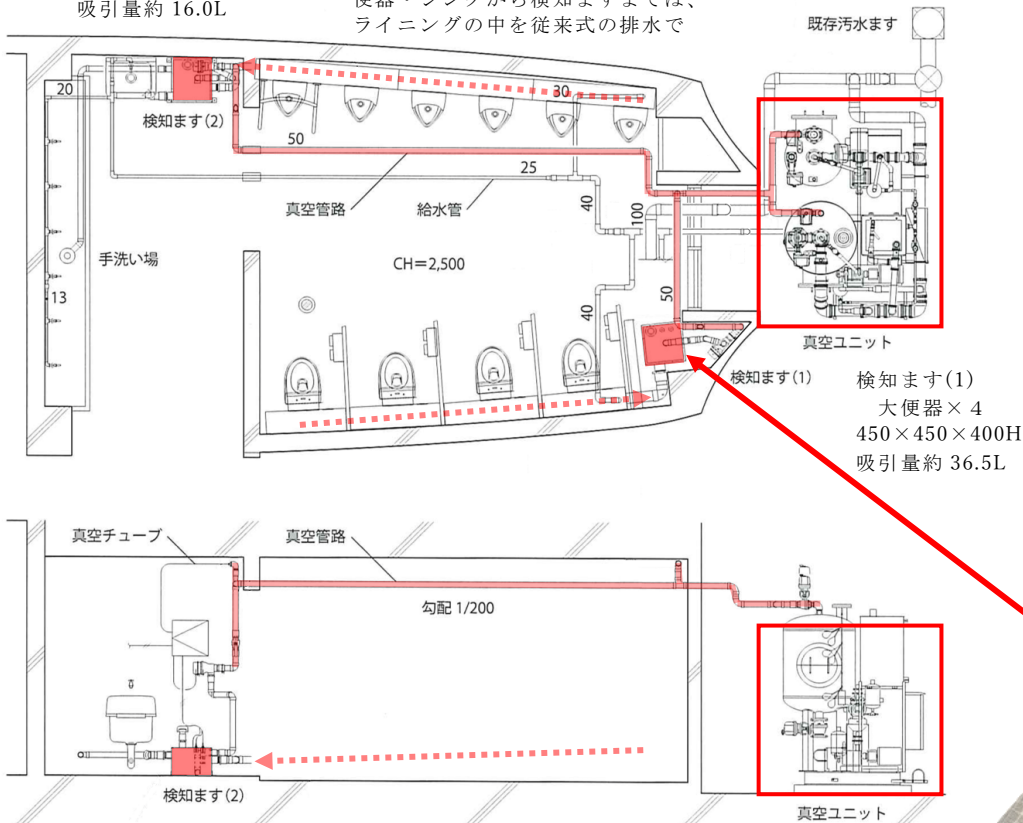 吸引量約 16.0L
便器・シンクから検知ますまでは、
ライニングの中を従来式の排水で
既存汚水ます
20
検知ます(2)
30
50
25
真空管路
給水管
40
100
手洗い場
CH=2,500
13
40
50
真空ユニット
検知ます(1)
検知ます(1)
大便器×４
450×450×400H
吸引量約 36.5L
真空チューブ
真空管路
勾配 1/200
検知ます(2)
真空ユニット